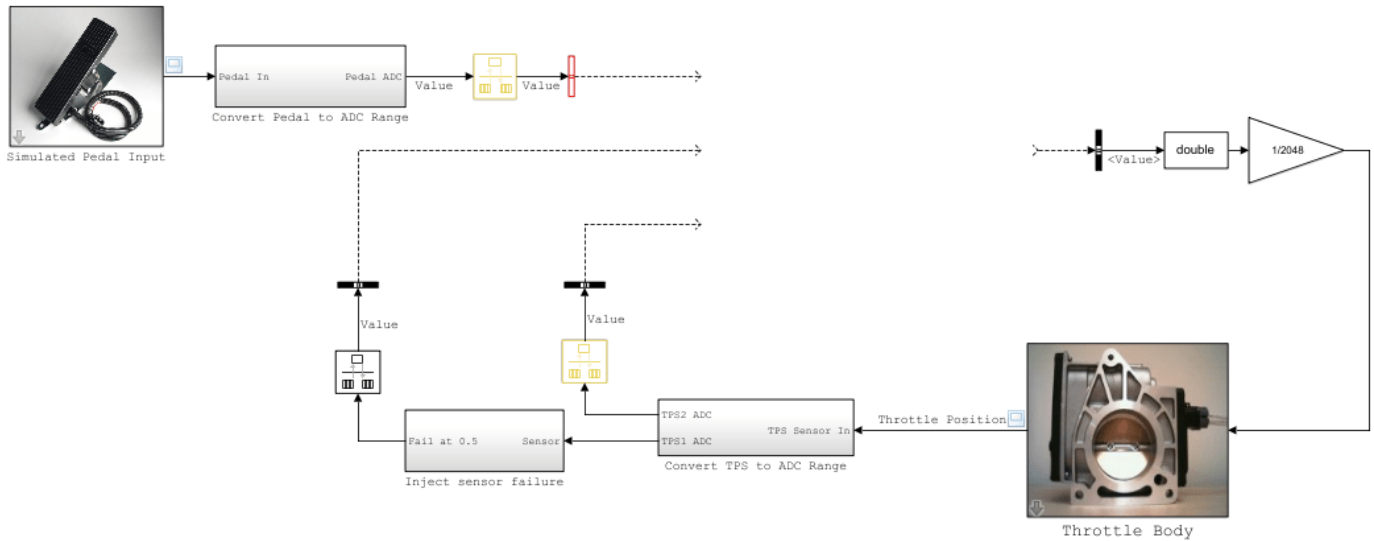 Pedal In
Pedal ADC
Value
Value
Convert Pedal to ADC Range
Simulated Pedal Input
<Value>
double
1/2048
Value
Value
Throttle Position
TPS2 ADC
TPS Sensor In
TPS1 ADC
Convert TPS to ADC Range
Fail at 0.5
Sensor
Inject sensor failure
Throttle Body